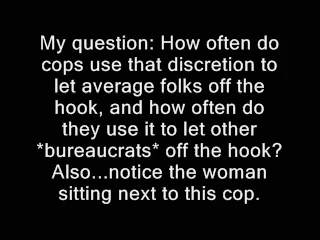 My question: How often do
cops use that discretion to
let average folks off the
hook, and how often do
they use it to let other
*bureaucrats* off the hook?
Also...notice the woman
sitting next to this cop.